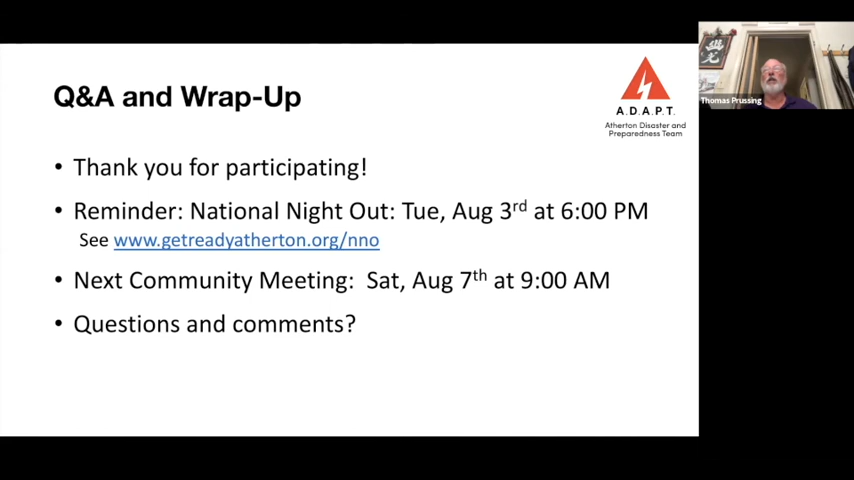 Q&A and Wrap-Up
A.D.A.P.T.
Atherton Disaster and
Preparedness Team
• Thank you for participating!
• Reminder: National Night Out: Tue, Aug 3rd at 6:00 PM
See www.getreadyatherton.org/nno
• Next Community Meeting: Sat, Aug 7th at 9:00 AM
• Questions and comments?
Thomas Prussing